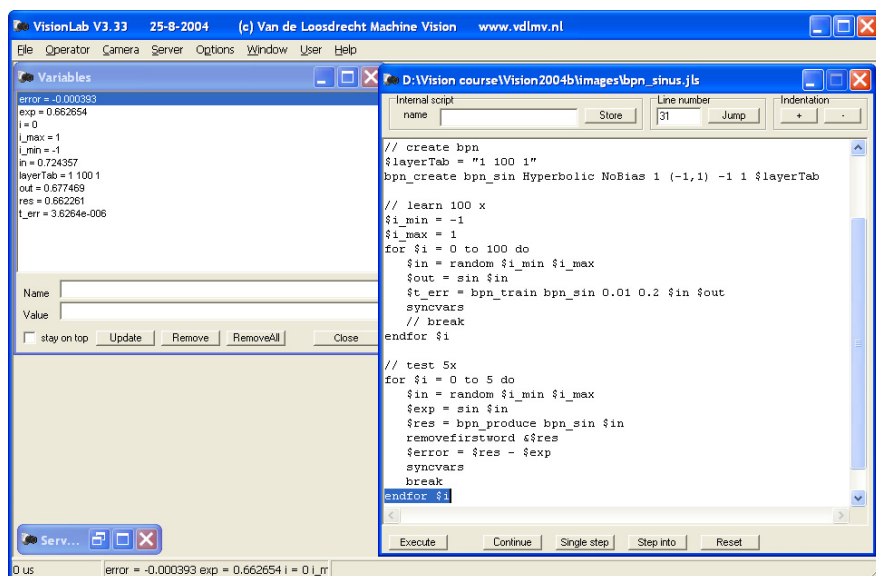 VisionLab V3.33 25-8-2004 (c) Van de Loosdrecht Machine Vision www.vdlmv.nl
File Operator Camera Server Options Window User Help
Variables
error = -0.000393
exp = 0.662654
i = 0
i_max = 1
i_min = -1
in = 0.724357
layerTab = 1 100 1
out = 0.677469
res = 0.662261
t_err = 3.6264e-006
Name
Value
stay on top Update Remove RemoveAll Close
D:\Vision course\Vision2004b\images\bpn_sinus.jls
Internal script Line number Indentation
name Store 31 Jump + -
// create bpn
$layerTab = "1 100 1"
bpn_create bpn_sin Hyperbolic NoBias 1 (-1,1) -1 1 $layerTab
// learn 100 x
$i_min = -1
$i_max = 1
for $i = 0 to 100 do
$in = random $i_min $i_max
$out = sin $in
$t_err = bpn_train bpn_sin 0.01 0.2 $in $out
syncvars
// break
endfor $i
// test 5x
for $i = 0 to 5 do
$in = random $i_min $i_max
$exp = sin $in
$res = bpn_produce bpn_sin $in
removefirstword &$res
$error = $res - $exp
syncvars
break
endfor $i
Execute Continue Single step Step into Reset
Serv...
0 us error = -0.000393 exp = 0.662654 i = 0 i_m